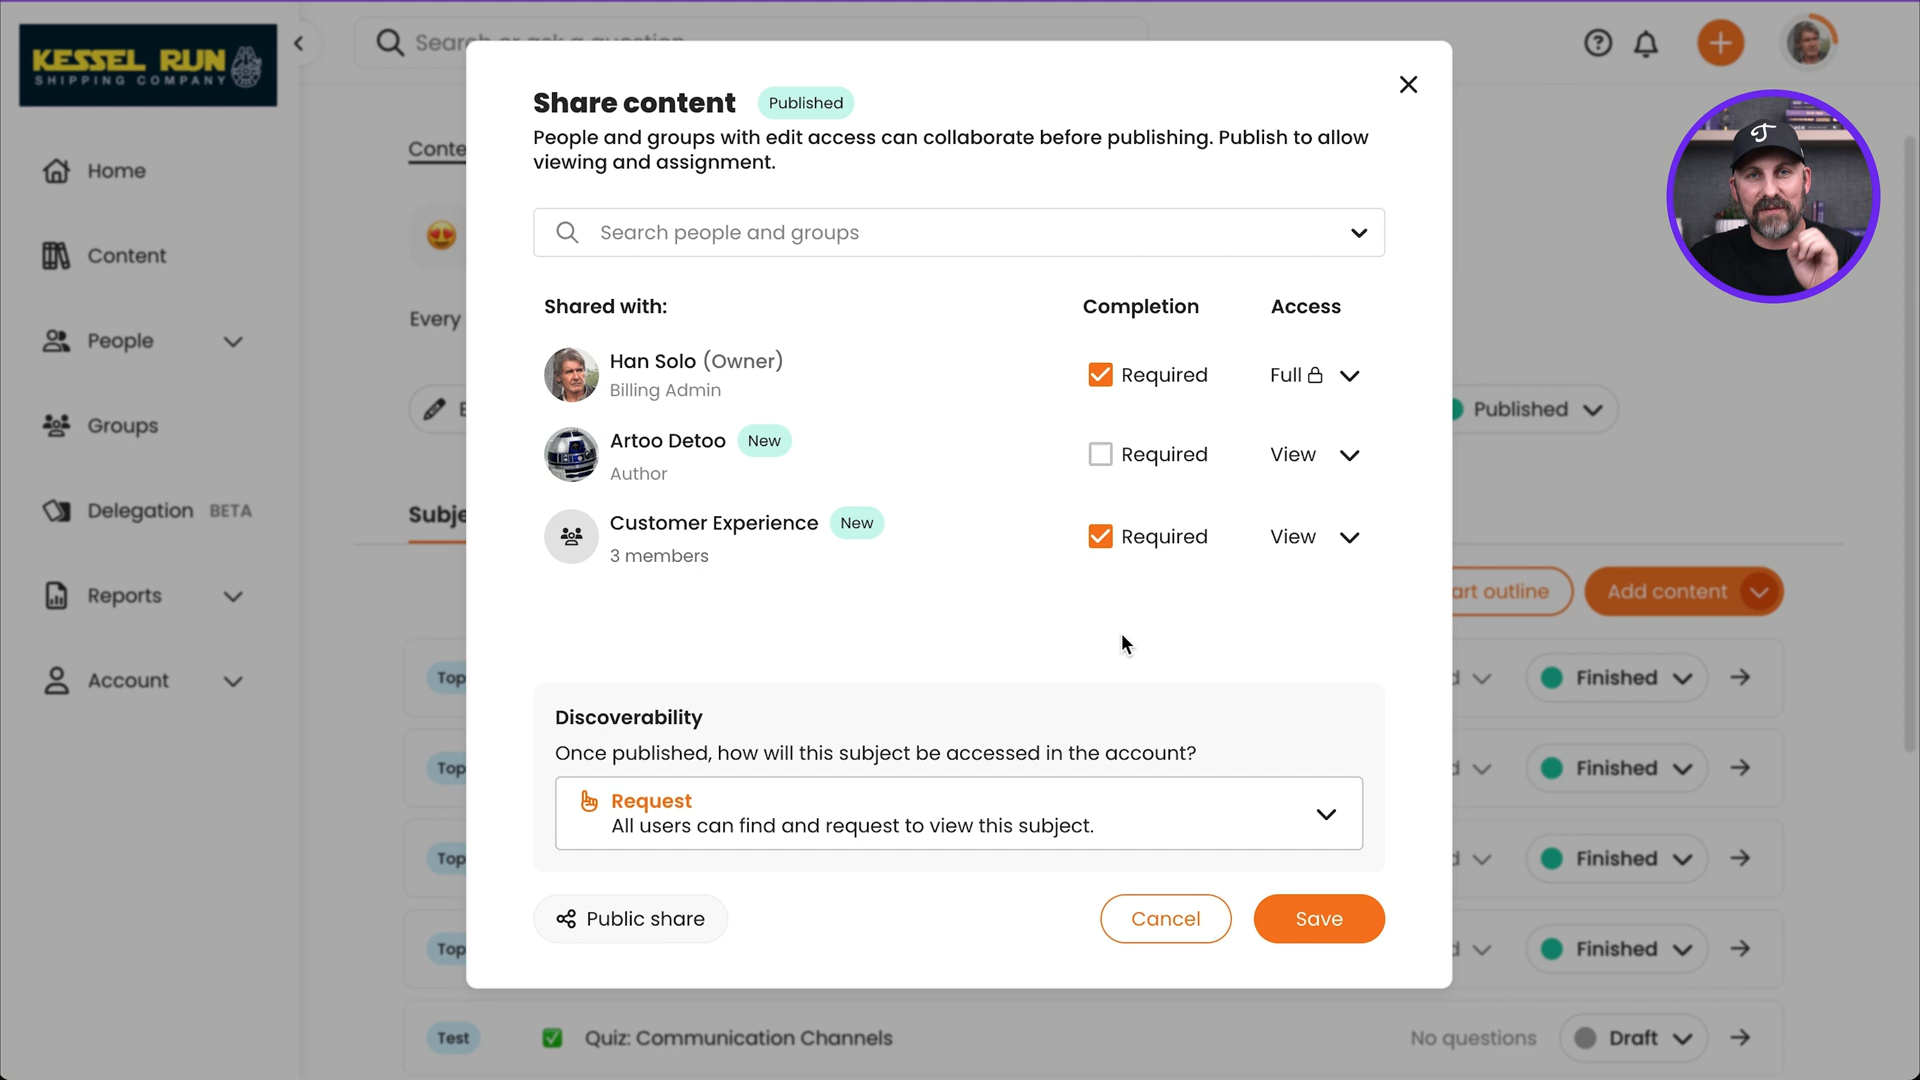 KESSEL RUN
SHIPPING COMPANY
Search or ask a question
Home
Content
People
Groups
Delegation BETA
Reports
Account
Conte
Every
Subje
Published
art outline
Add content
Share content Published
People and groups with edit access can collaborate before publishing. Publish to allow
viewing and assignment.
Search people and groups
Shared with: Completion Access
Han Solo (Owner)
Billing Admin
Required Full
Artoo Detoo New
Author
Required View
Customer Experience New
3 members
Required View
Discoverability
Once published, how will this subject be accessed in the account?
Request
All users can find and request to view this subject.
Public share Cancel Save
Top d Finished
Top d Finished
Top d Finished
Top d Finished
Test Quiz: Communication Channels No questions Draft